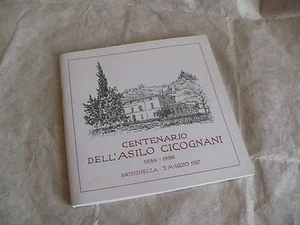 CENTENARIO
DELL'ASILO CICOGNANI
1886 - 1986
BRISIGHELLA - 3 MAGGIO 1987